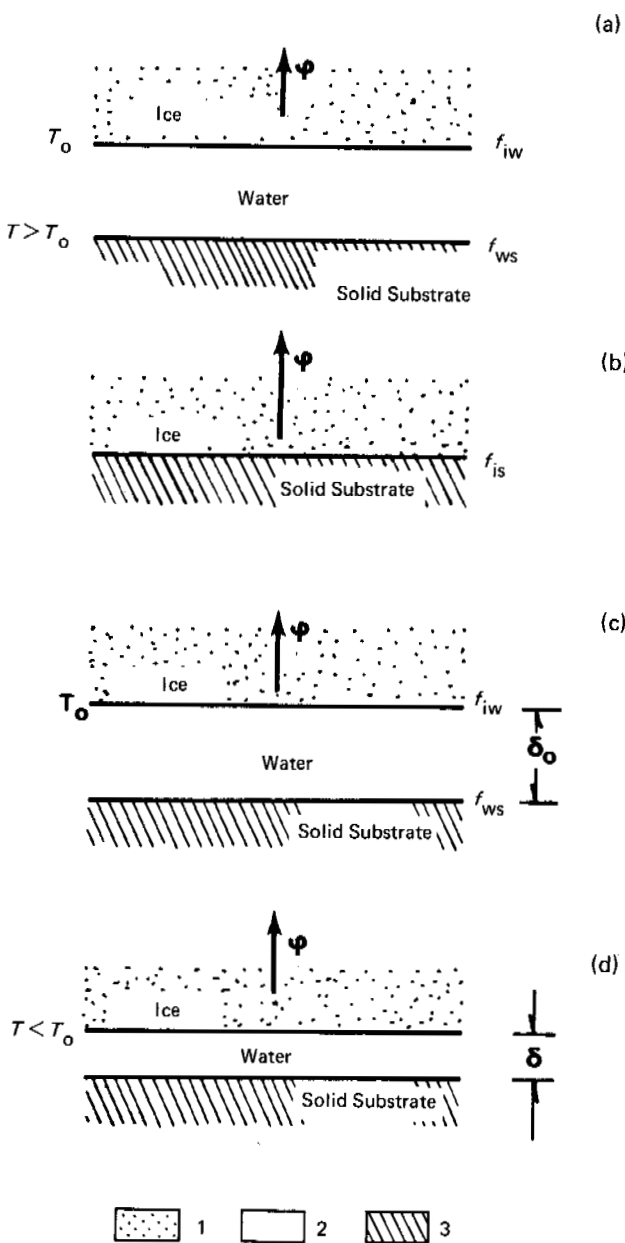 (a)
φ
Ice
T₀
f_iw
Water
T > T₀
f_ws
Solid Substrate
(b)
φ
Ice
f_is
Solid Substrate
(c)
φ
Ice
T₀
f_iw
δ₀
Water
f_ws
Solid Substrate
(d)
φ
Ice
T < T₀
Water
δ
Solid Substrate
1 2 3